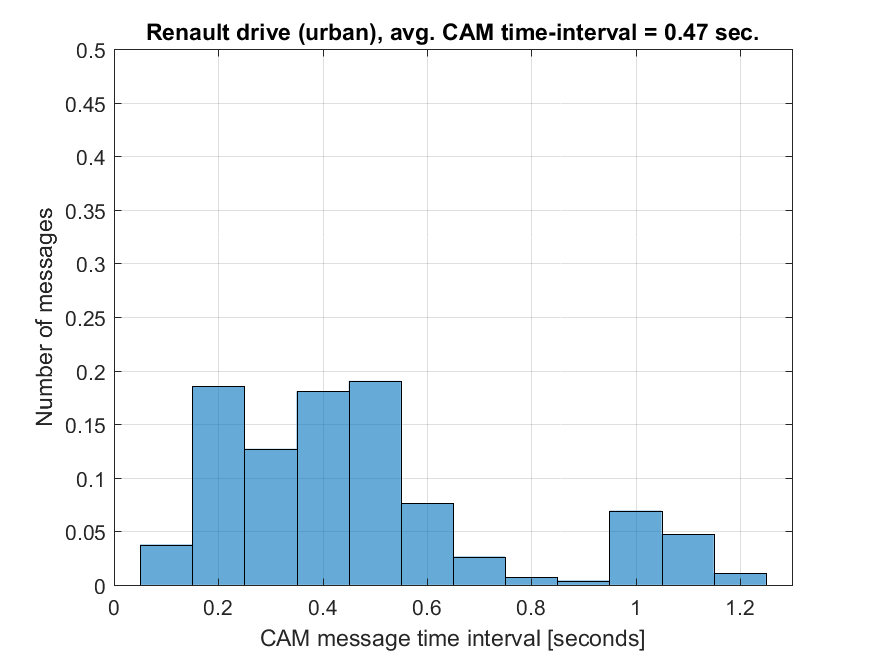 Renault drive (urban), avg. CAM time-interval = 0.47 sec.
0.5
0.45
0.4
0.35
0.3
0.25
0.2
0.15
0.1
0.05
0
Number of messages
0 0.2 0.4 0.6 0.8 1 1.2
CAM message time interval [seconds]